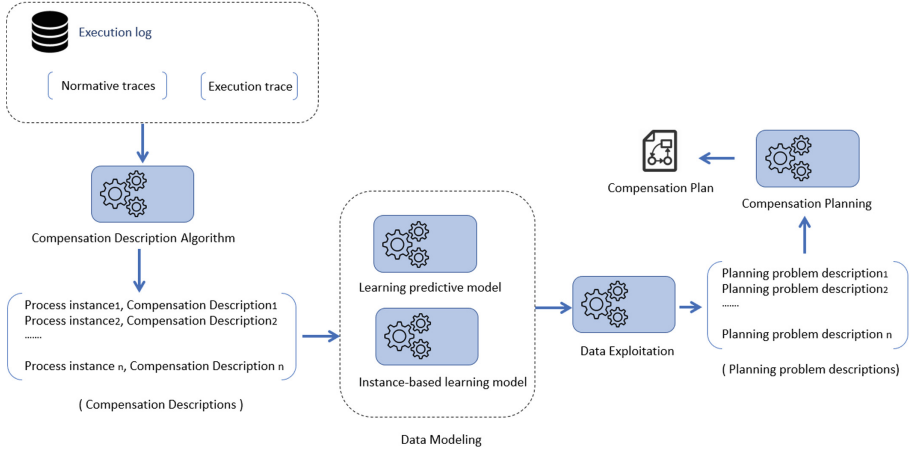 Execution log
Normative traces
Execution trace
Compensation Description Algorithm
Process instance1, Compensation Description1
Process instance2, Compensation Description2
.......
Process instance n, Compensation Description n
( Compensation Descriptions )
Learning predictive model
Instance-based learning model
Data Modeling
Data Exploitation
Planning problem description1
Planning problem description2
.......
Planning problem description n
( Planning problem descriptions)
Compensation Planning
Compensation Plan